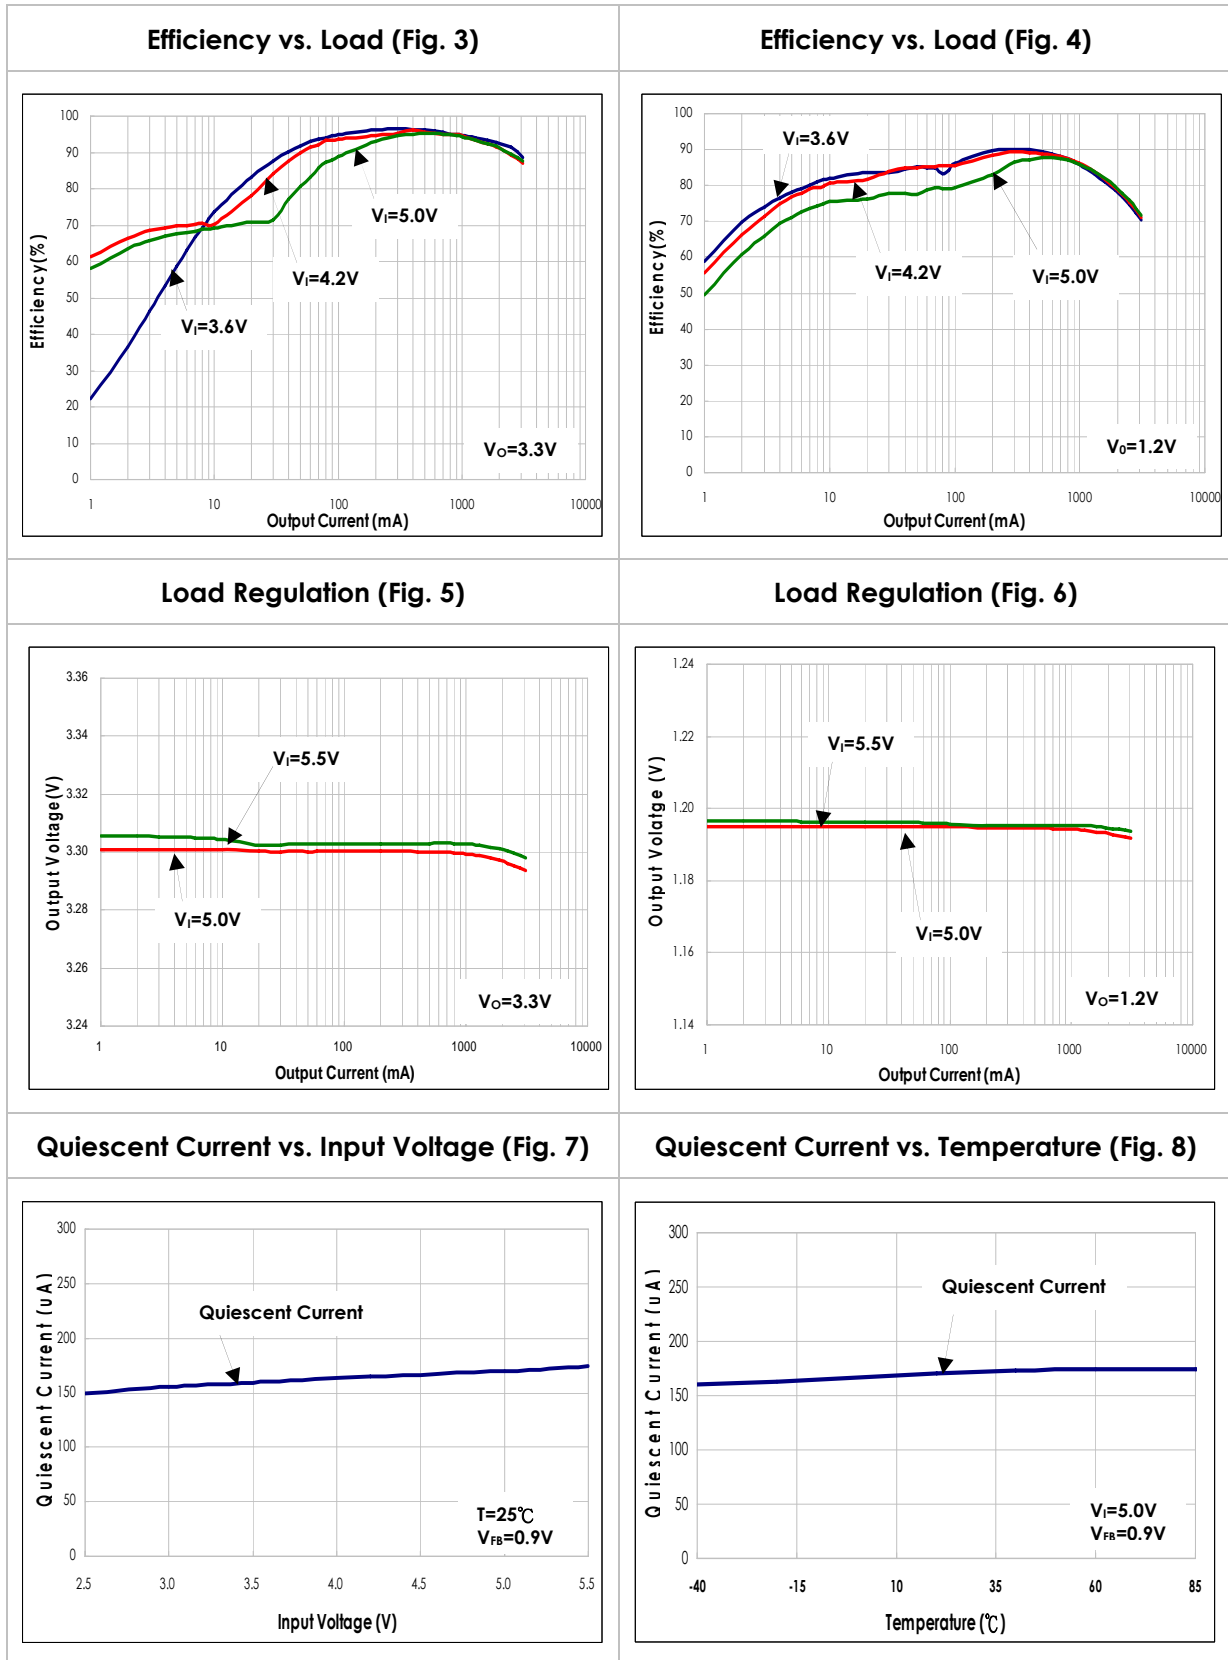 Efficiency vs. Load (Fig. 3)
Efficiency vs. Load (Fig. 4)
100
90
80
70
60
50
40
30
20
10
0
Efficiency(%)
VI=5.0V
VI=4.2V
VI=3.6V
VO=3.3V
1
10
100
1000
10000
Output Current (mA)
100
90
80
70
60
50
40
30
20
10
0
Efficiency(%)
VI=3.6V
VI=4.2V
VI=5.0V
V0=1.2V
1
10
100
1000
10000
Output Current (mA)
Load Regulation (Fig. 5)
Load Regulation (Fig. 6)
3.36
3.34
3.32
3.30
3.28
3.26
3.24
Output Voltage(V)
VI=5.5V
VI=5.0V
VO=3.3V
1
10
100
1000
10000
Output Current (mA)
1.24
1.22
1.20
1.18
1.16
1.14
Output Volatge (V)
VI=5.5V
VI=5.0V
VO=1.2V
1
10
100
1000
10000
Output Current (mA)
Quiescent Current vs. Input Voltage (Fig. 7)
Quiescent Current vs. Temperature (Fig. 8)
300
250
200
150
100
50
0
Quiescent Current (uA)
Quiescent Current
T=25℃
VFB=0.9V
2.5
3.0
3.5
4.0
4.5
5.0
5.5
Input Voltage (V)
300
250
200
150
100
50
0
Quiescent Current (uA)
Quiescent Current
VI=5.0V
VFB=0.9V
-40
-15
10
35
60
85
Temperature (℃)